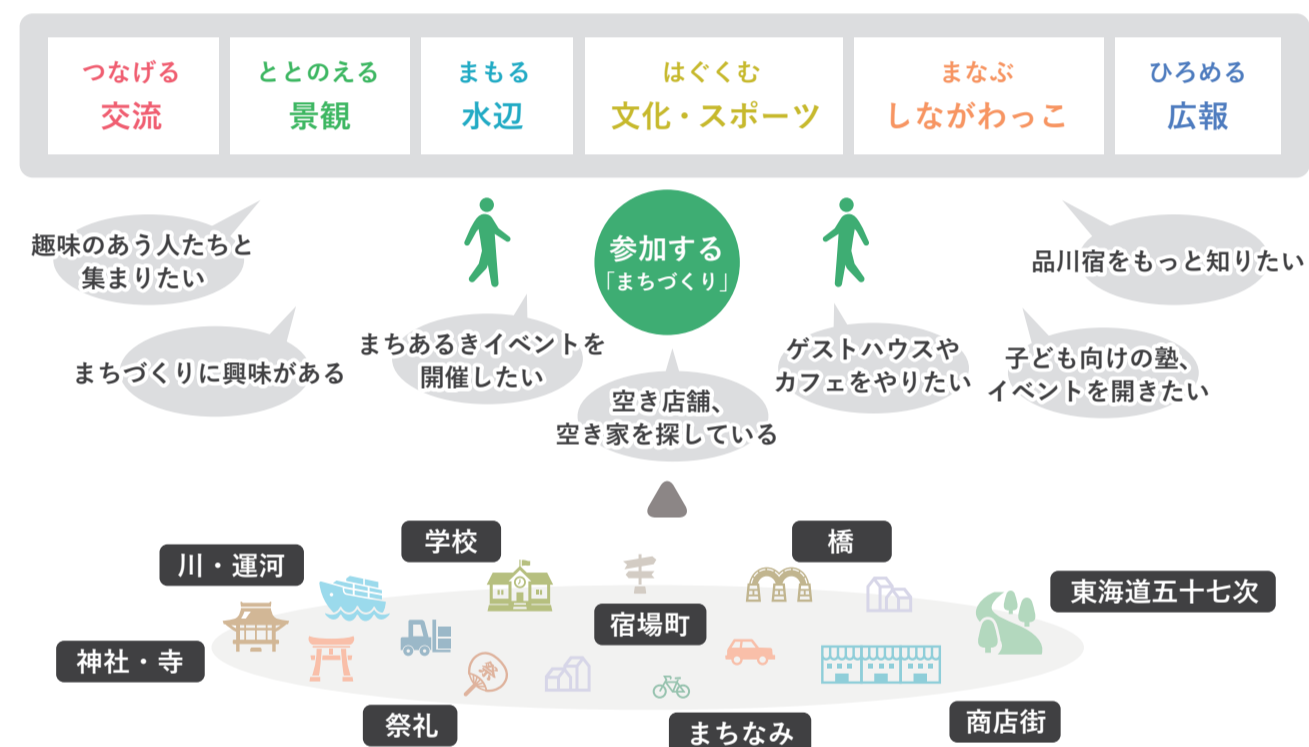 つなげる
交流
ととのえる
景観
まもる
水辺
はぐくむ
文化・スポーツ
まなぶ
しながわっこ
ひろめる
広報
趣味のあう人たちと
集まりたい
参加する
「まちづくり」
品川宿をもっと知りたい
まちづくりに興味がある
まちあるきイベントを
開催したい
空き店舗、
空き家を探している
ゲストハウスや
カフェをやりたい
子ども向けの塾、
イベントを開きたい
学校
橋
川・運河
東海道五十七次
宿場町
神社・寺
祭
祭礼
まちなみ
商店街